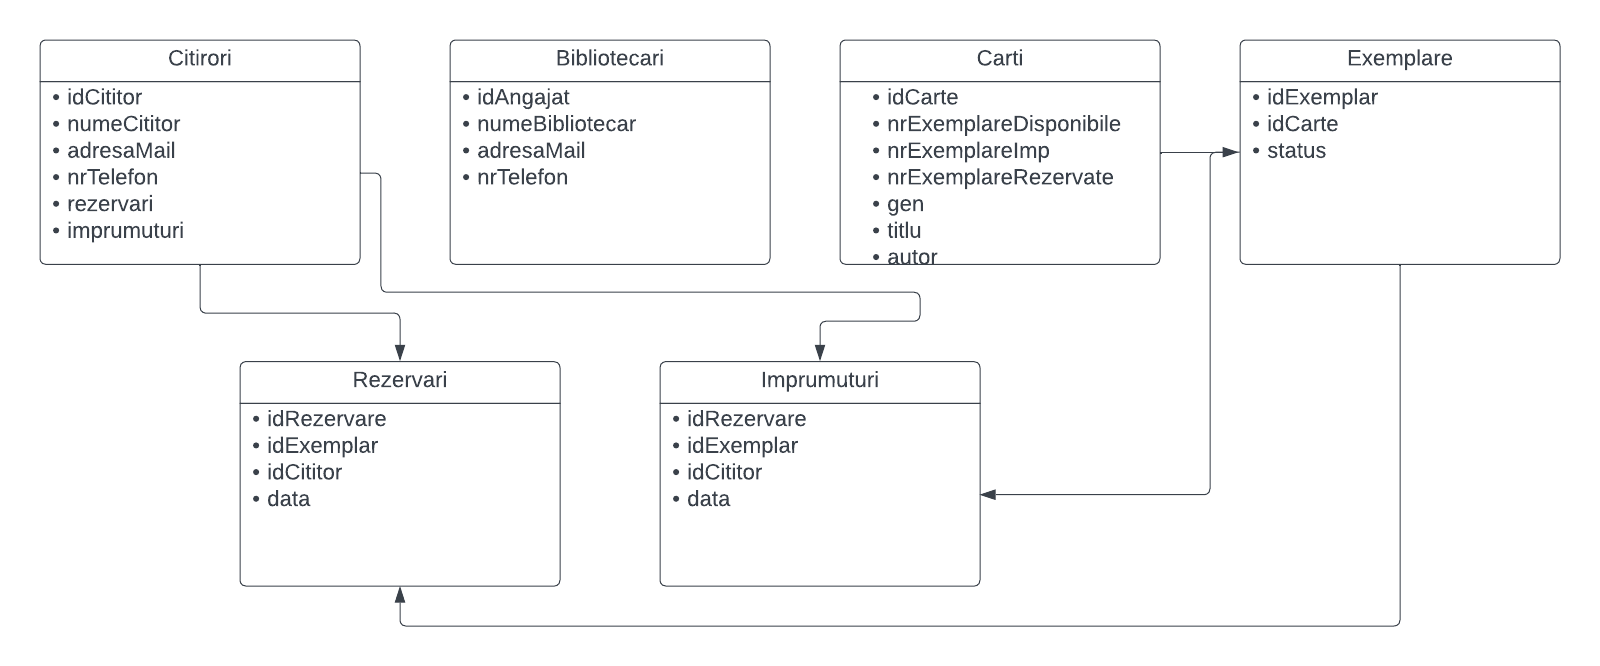 Citirori
• idCititor
• numeCititor
• adresaMail
• nrTelefon
• rezervari
• imprumuturi
Bibliotecari
• idAngajat
• numeBibliotecar
• adresaMail
• nrTelefon
Carti
• idCarte
• nrExemplareDisponibile
• nrExemplareImp
• nrExemplareRezervate
• gen
• titlu
• autor
Exemplare
• idExemplar
• idCarte
• status
Rezervari
• idRezervare
• idExemplar
• idCititor
• data
Imprumuturi
• idRezervare
• idExemplar
• idCititor
• data